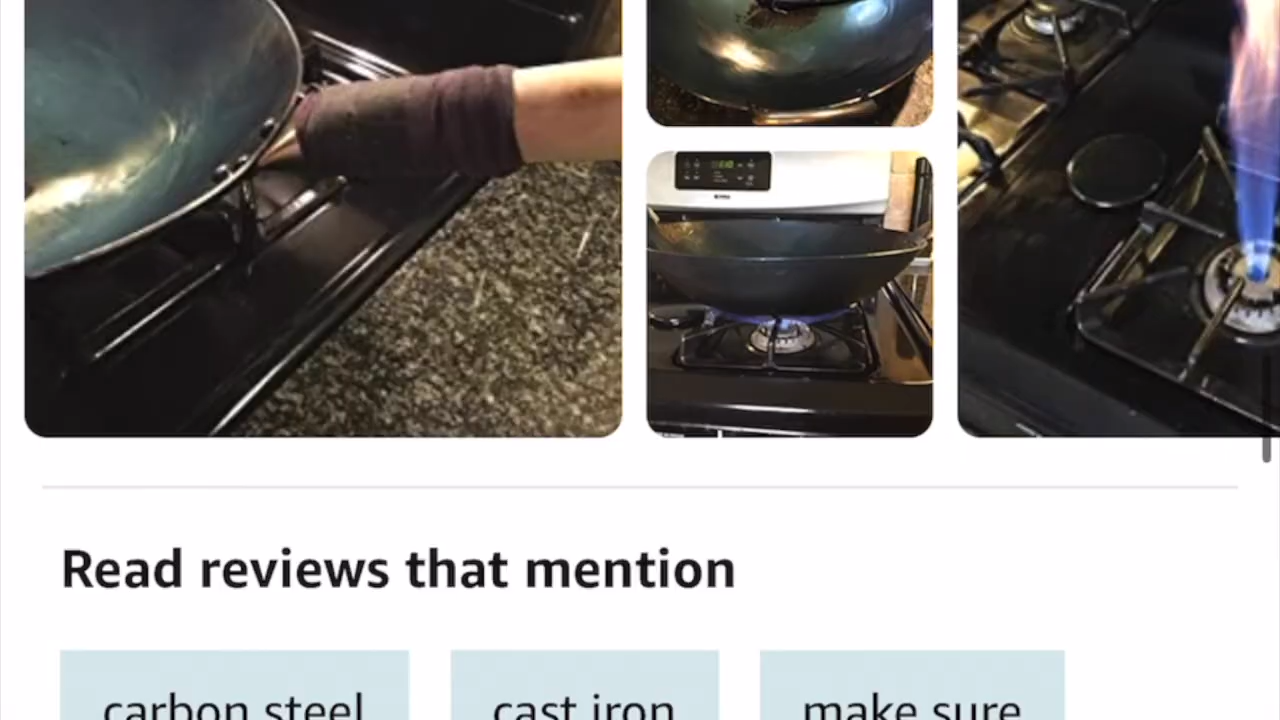 Read reviews that mention
carbon steel cast iron make sure